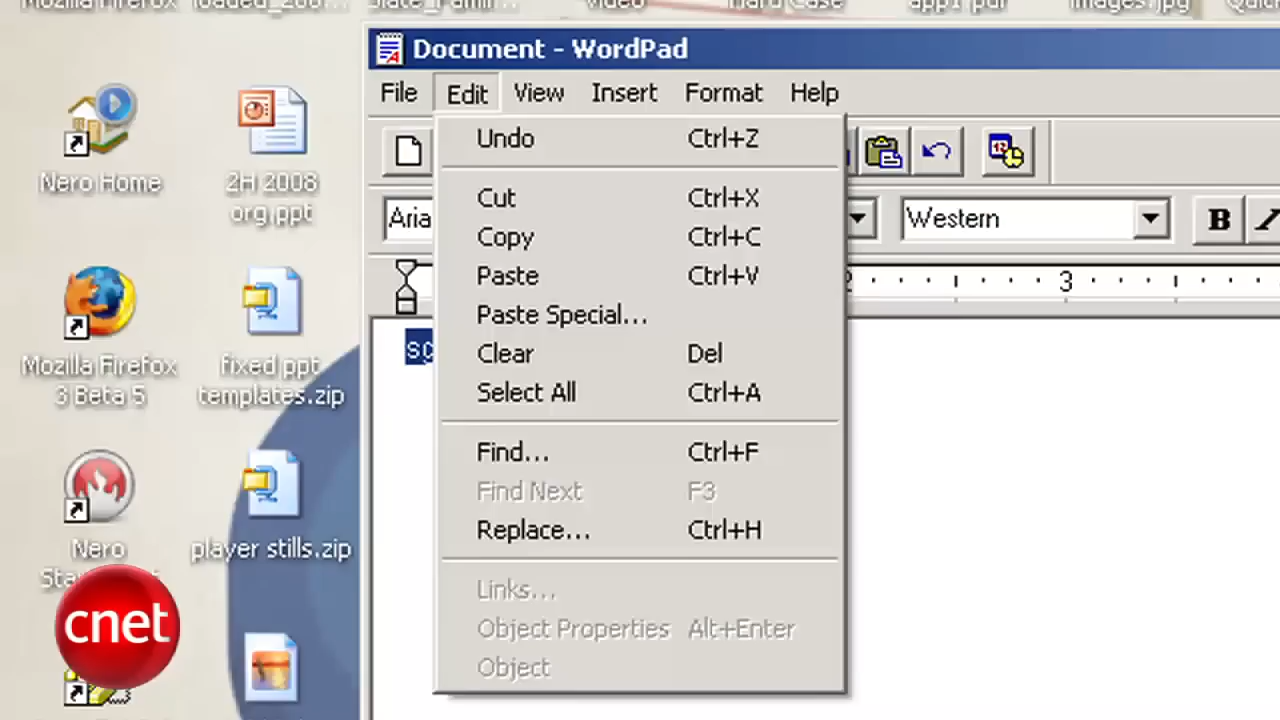 Document - WordPad
File Edit View Insert Format Help
Undo Ctrl+Z
Cut Ctrl+X
Copy Ctrl+C
Paste Ctrl+V
Paste Special...
Clear Del
Select All Ctrl+A
Find... Ctrl+F
Find Next F3
Replace... Ctrl+H
Links...
Object Properties Alt+Enter
Object
Western
B I
3
Nero Home
2H 2008
org.ppt
Mozilla Firefox
3 Beta 5
fixed ppt
templates.zip
Nero
player stills.zip
cnet